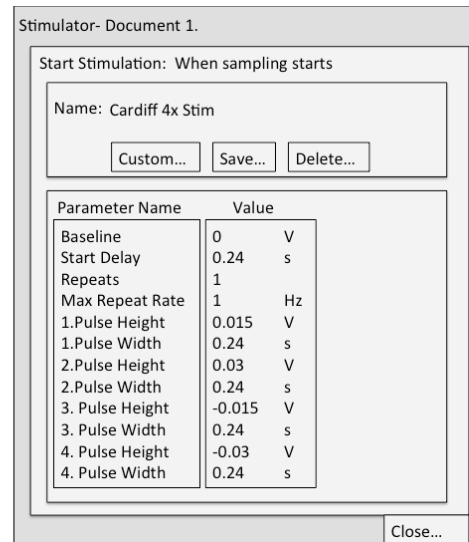 Stimulator- Document 1.
Start Stimulation: When sampling starts
Name: Cardiff 4x Stim
Custom... Save... Delete...
Parameter Name Value
Baseline 0 V
Start Delay 0.24 s
Repeats 1
Max Repeat Rate 1 Hz
1.Pulse Height 0.015 V
1.Pulse Width 0.24 s
2.Pulse Height 0.03 V
2.Pulse Width 0.24 s
3. Pulse Height -0.015 V
3. Pulse Width 0.24 s
4. Pulse Height -0.03 V
4. Pulse Width 0.24 s
Close...